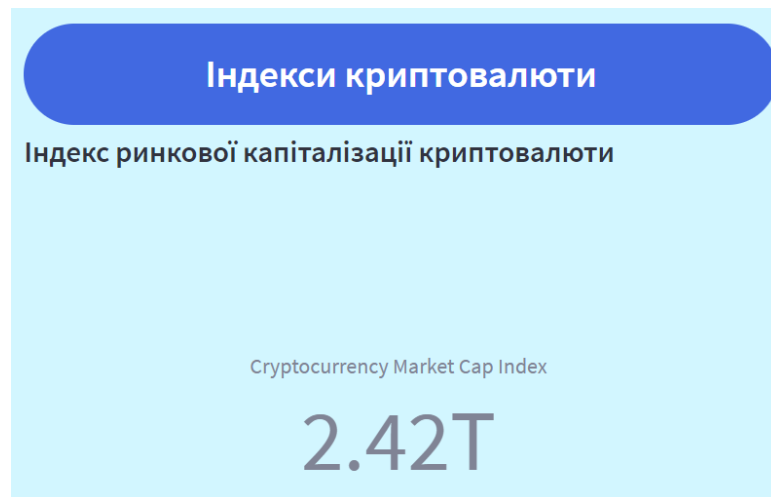 Індекси криптовалюти
Індекс ринкової капіталізації криптовалюти
Cryptocurrency Market Cap Index
2.42T